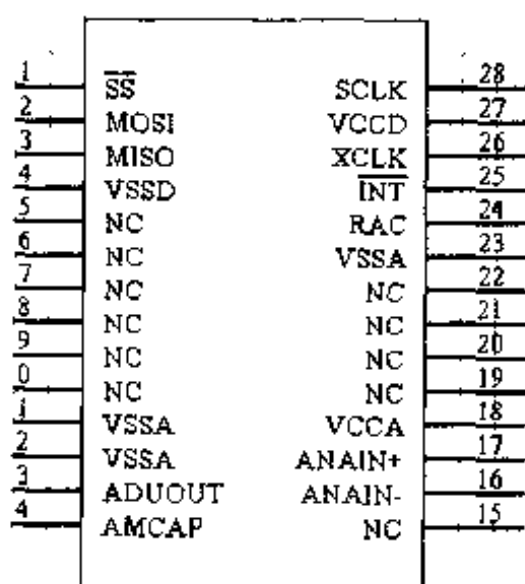 1 SS SCLK 28
2 MOSI VCCD 27
3 MISO XCLK 26
4 VSSD INT 25
5 NC RAC 24
6 NC VSSA 23
7 NC NC 22
8 NC NC 21
9 NC NC 20
0 NC NC 19
1 VSSA VCCA 18
2 VSSA ANAIN+ 17
3 ADUOUT ANAIN- 16
4 AMCAP NC 15